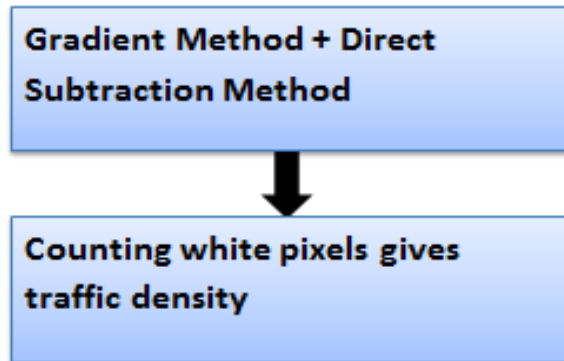 Gradient Method + Direct
Subtraction Method
Counting white pixels gives
traffic density